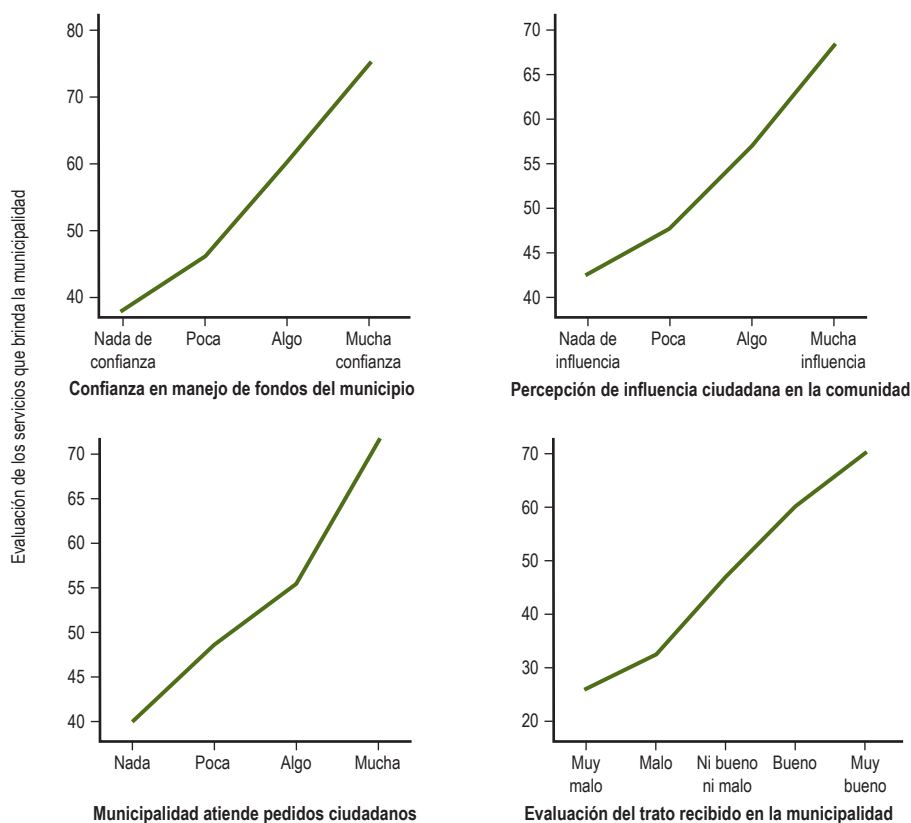 Evaluación de los servicios que brinda la municipalidad
80
70
60
50
40
Nada de
confianza
Poca
Algo
Mucha
confianza
Confianza en manejo de fondos del municipio
70
65
60
55
50
45
40
Nada de
influencia
Poca
Algo
Mucha
influencia
Percepción de influencia ciudadana en la comunidad
70
65
60
55
50
45
40
Nada
Poca
Algo
Mucha
Municipalidad atiende pedidos ciudadanos
70
60
50
40
30
20
Muy
malo
Malo
Ni bueno
ni malo
Bueno
Muy
bueno
Evaluación del trato recibido en la municipalidad